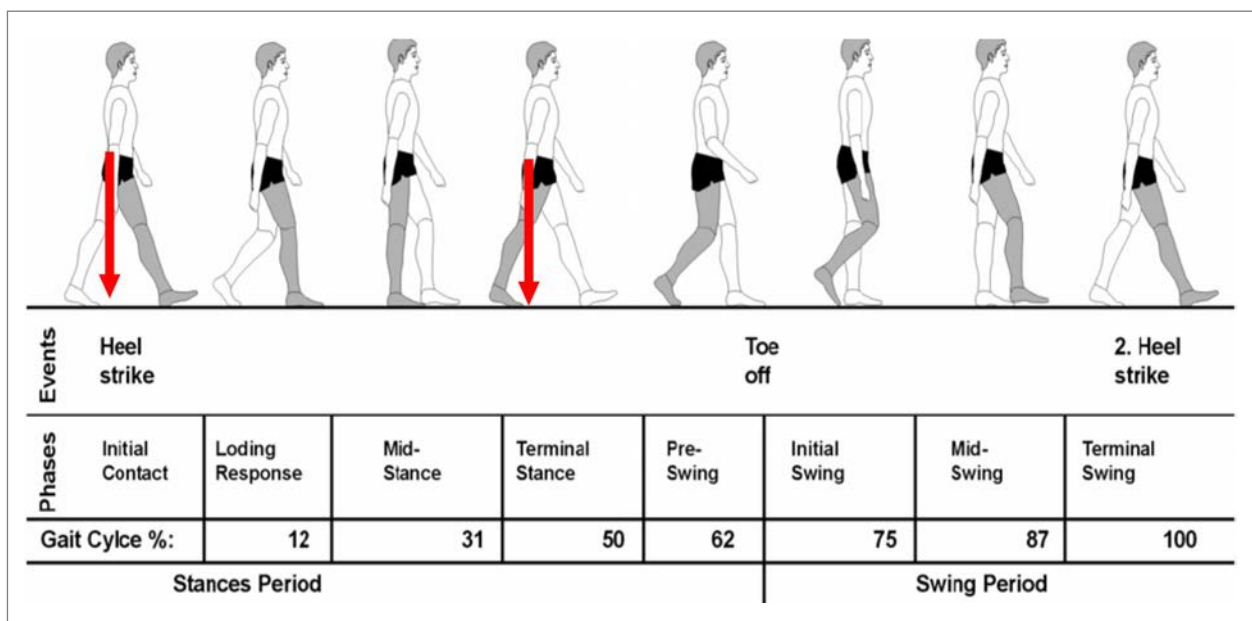 Events
Heel
strike
Toe
off
2. Heel
strike
Phases
Initial
Contact
Loding
Response
Mid-
Stance
Terminal
Stance
Pre-
Swing
Initial
Swing
Mid-
Swing
Terminal
Swing
Gait Cylce %: 12 31 50 62 75 87 100
Stances Period Swing Period